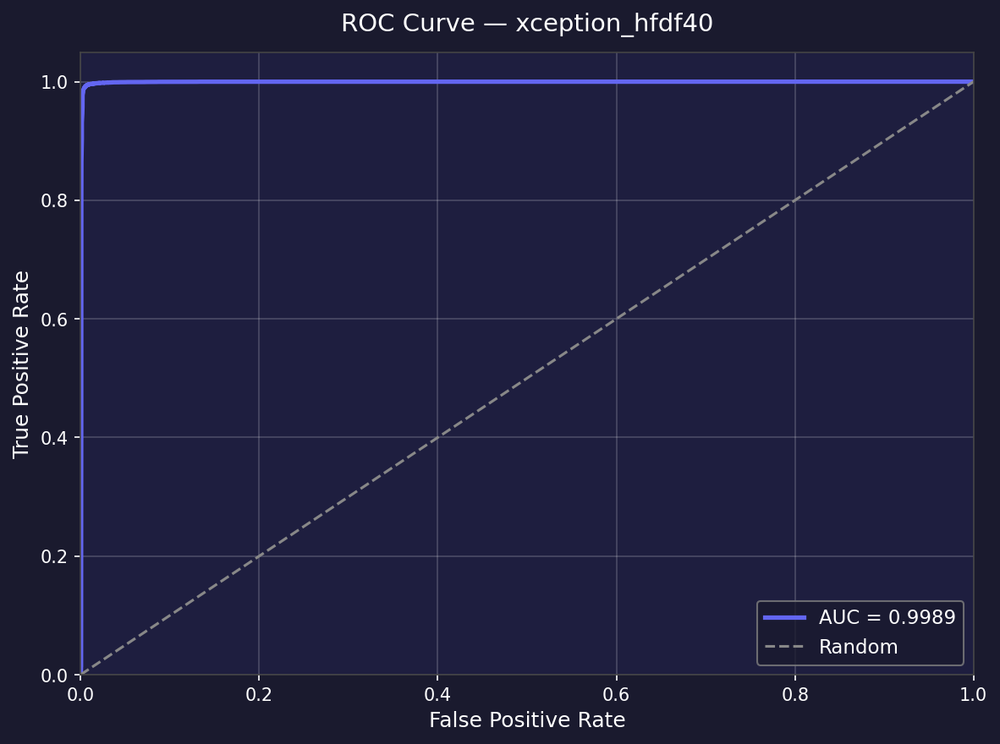 ROC Curve — xception_hfdf40
True Positive Rate
1.0
0.8
0.6
0.4
0.2
0.0
AUC = 0.9989
Random
0.0 0.2 0.4 0.6 0.8 1.0
False Positive Rate